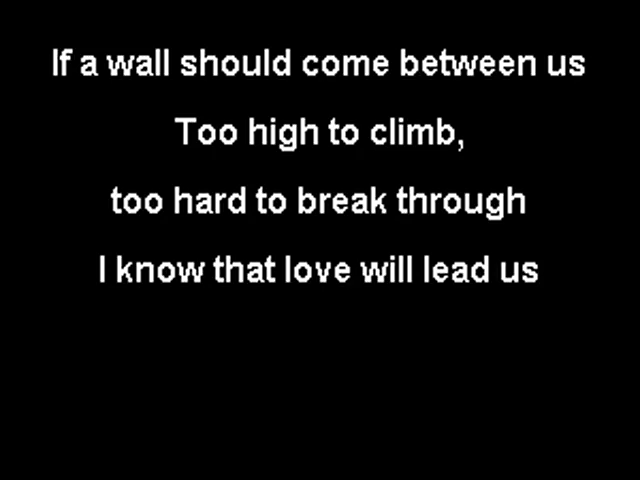 If a wall should come between us
Too high to climb,
too hard to break through
I know that love will lead us